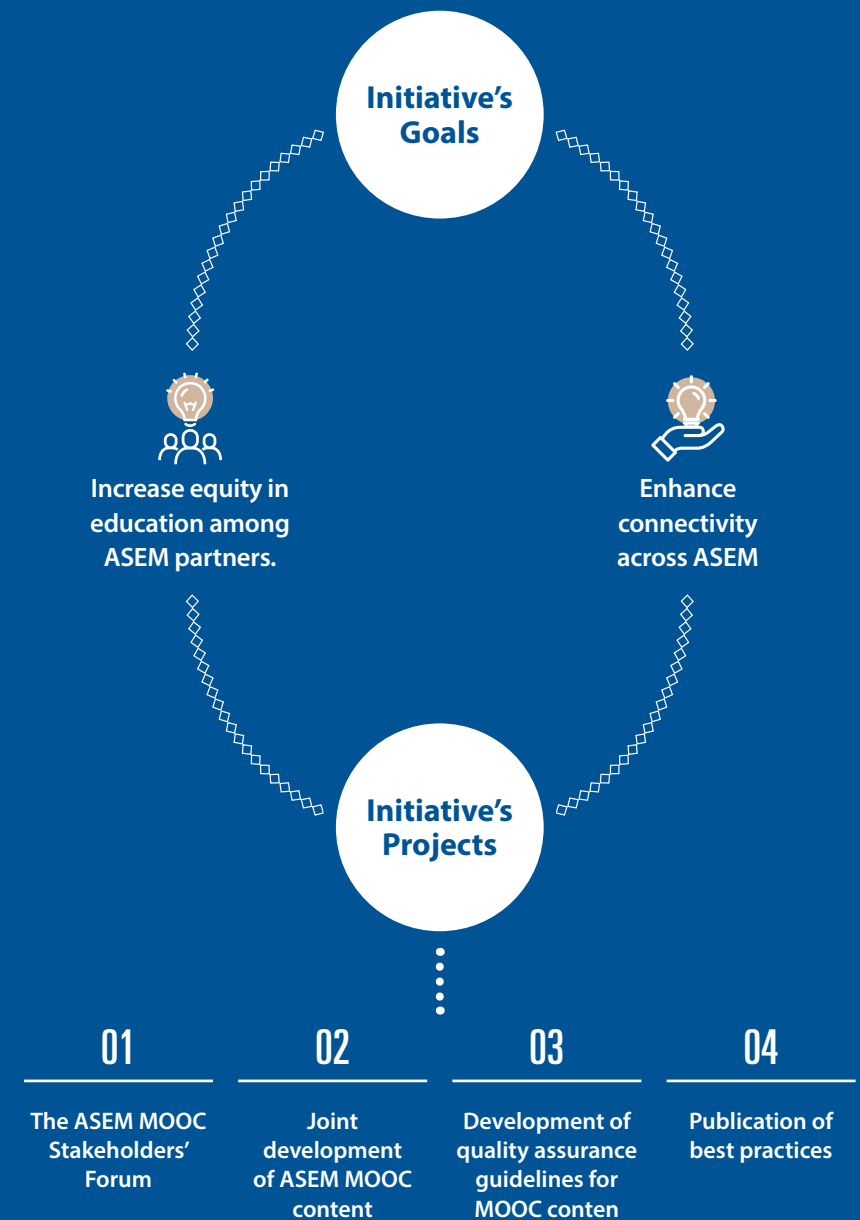 Initiative's
Goals
Increase equity in
education among
ASEM partners.
Enhance
connectivity
across ASEM
Initiative's
Projects
01
The ASEM MOOC
Stakeholders'
Forum
02
Joint
development
of ASEM MOOC
content
03
Development of
quality assurance
guidelines for
MOOC conten
04
Publication of
best practices